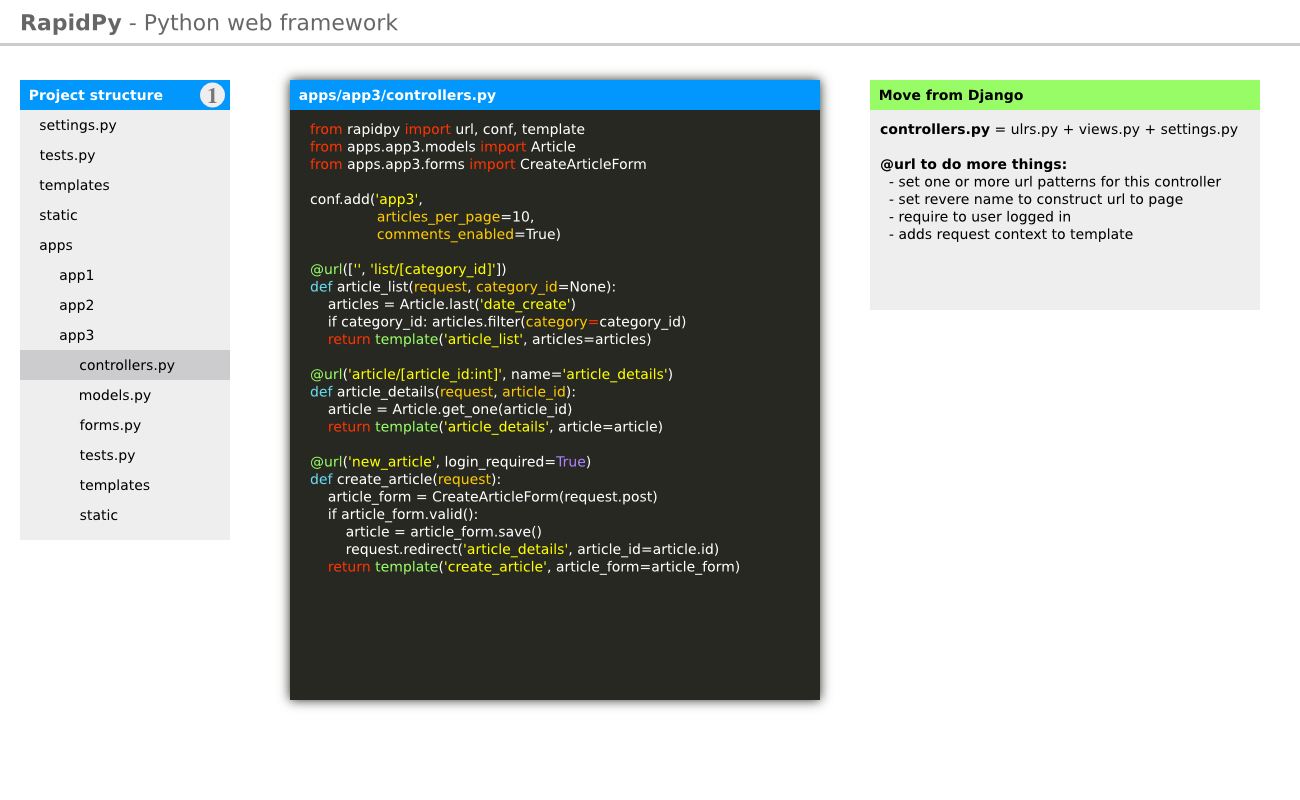 RapidPy - Python web framework
Project structure 1
settings.py
tests.py
templates
static
apps
app1
app2
app3
controllers.py
models.py
forms.py
tests.py
templates
static
apps/app3/controllers.py
from rapidpy import url, conf, template
from apps.app3.models import Article
from apps.app3.forms import CreateArticleForm
conf.add('app3',
articles_per_page=10,
comments_enabled=True)
@url(['', 'list/[category_id]'])
def article_list(request, category_id=None):
articles = Article.last('date_create')
if category_id: articles.filter(category=category_id)
return template('article_list', articles=articles)
@url('article/[article_id:int]', name='article_details')
def article_details(request, article_id):
article = Article.get_one(article_id)
return template('article_details', article=article)
@url('new_article', login_required=True)
def create_article(request):
article_form = CreateArticleForm(request.post)
if article_form.valid():
article = article_form.save()
request.redirect('article_details', article_id=article.id)
return template('create_article', article_form=article_form)
Move from Django
controllers.py = ulrs.py + views.py + settings.py
@url to do more things:
- set one or more url patterns for this controller
- set revere name to construct url to page
- require to user logged in
- adds request context to template